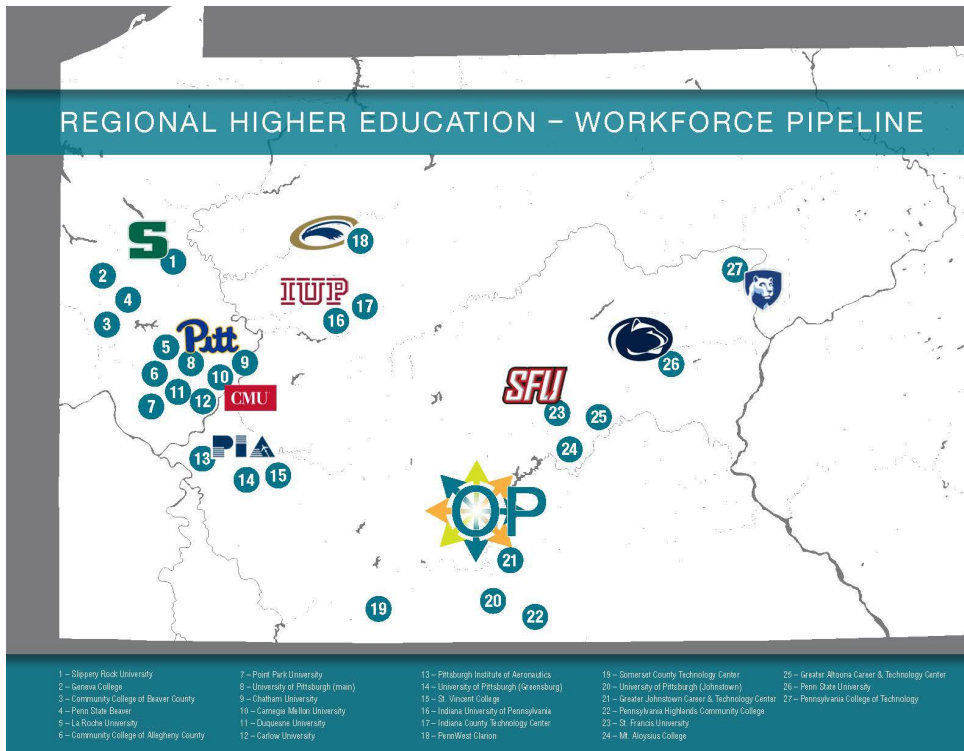 REGIONAL HIGHER EDUCATION – WORKFORCE PIPELINE
S
1
18
2
27
4
IUP
17
3
16
Pitt
5
8
9
26
6
10
SFU
11
12
CMU
7
23
25
PIA
13
24
14
15
OP
21
20
19
22
1 – Slippery Rock University
2 – Geneva College
3 – Community College of Beaver County
4 – Penn State Beaver
5 – La Roche University
6 – Community College of Allegheny County
7 – Point Park University
8 – University of Pittsburgh (main)
9 – Chatham University
10 – Carnegie Mellon University
11 – Duquesne University
12 – Carlow University
13 – Pittsburgh Institute of Aeronautics
14 – University of Pittsburgh (Greensburg)
15 – St. Vincent College
16 – Indiana University of Pennsylvania
17 – Indiana County Technology Center
18 – PennWest Clarion
19 – Somerset County Technology Center
20 – University of Pittsburgh (Johnstown)
21 – Greater Johnstown Career & Technology Center
22 – Pennsylvania Highlands Community College
23 – St. Francis University
24 – Mt. Aloysius College
25 – Greater Altoona Career & Technology Center
26 – Penn State University
27 – Pennsylvania College of Technology